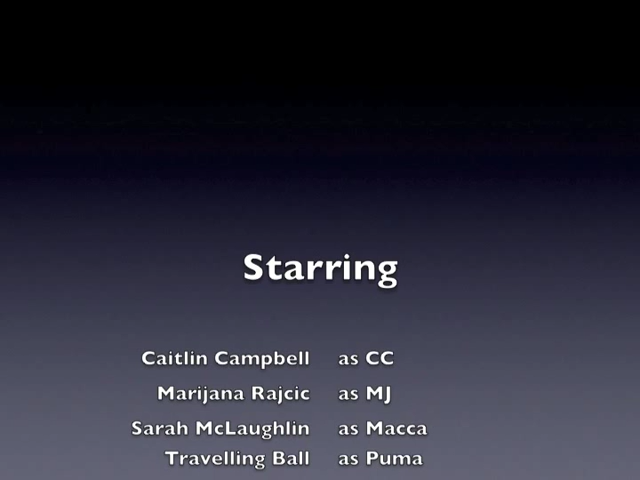 Starring
Caitlin Campbell as CC
Marijana Rajcic as MJ
Sarah McLaughlin as Macca
Travelling Ball as Puma